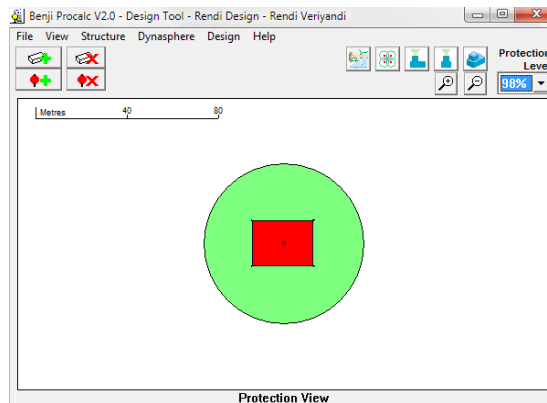 Benji Procalc V2.0 - Design Tool - Rendi Design - Rendi Veriyandi
File View Structure Dynasphere Design Help
Protection
Leve
98%
Metres 40 80
Protection View